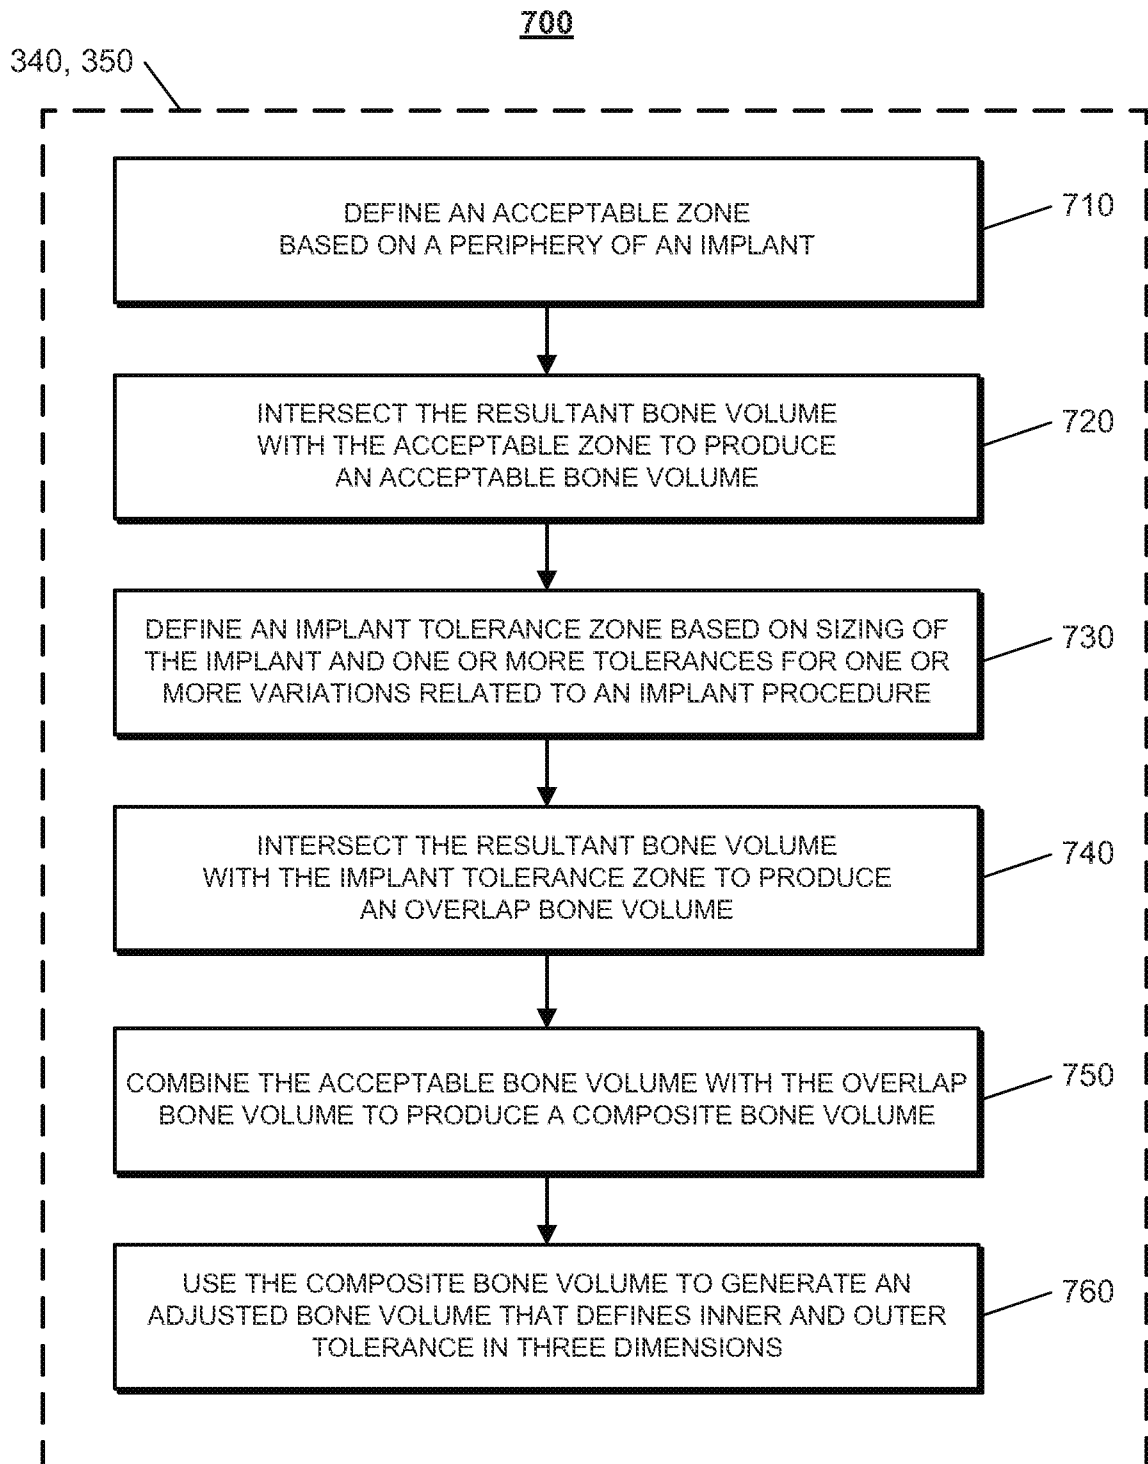 700
340, 350
DEFINE AN ACCEPTABLE ZONE
BASED ON A PERIPHERY OF AN IMPLANT
710
INTERSECT THE RESULTANT BONE VOLUME
WITH THE ACCEPTABLE ZONE TO PRODUCE
AN ACCEPTABLE BONE VOLUME
720
DEFINE AN IMPLANT TOLERANCE ZONE BASED ON SIZING OF
THE IMPLANT AND ONE OR MORE TOLERANCES FOR ONE OR
MORE VARIATIONS RELATED TO AN IMPLANT PROCEDURE
730
INTERSECT THE RESULTANT BONE VOLUME
WITH THE IMPLANT TOLERANCE ZONE TO PRODUCE
AN OVERLAP BONE VOLUME
740
COMBINE THE ACCEPTABLE BONE VOLUME WITH THE OVERLAP
BONE VOLUME TO PRODUCE A COMPOSITE BONE VOLUME
750
USE THE COMPOSITE BONE VOLUME TO GENERATE AN
ADJUSTED BONE VOLUME THAT DEFINES INNER AND OUTER
TOLERANCE IN THREE DIMENSIONS
760